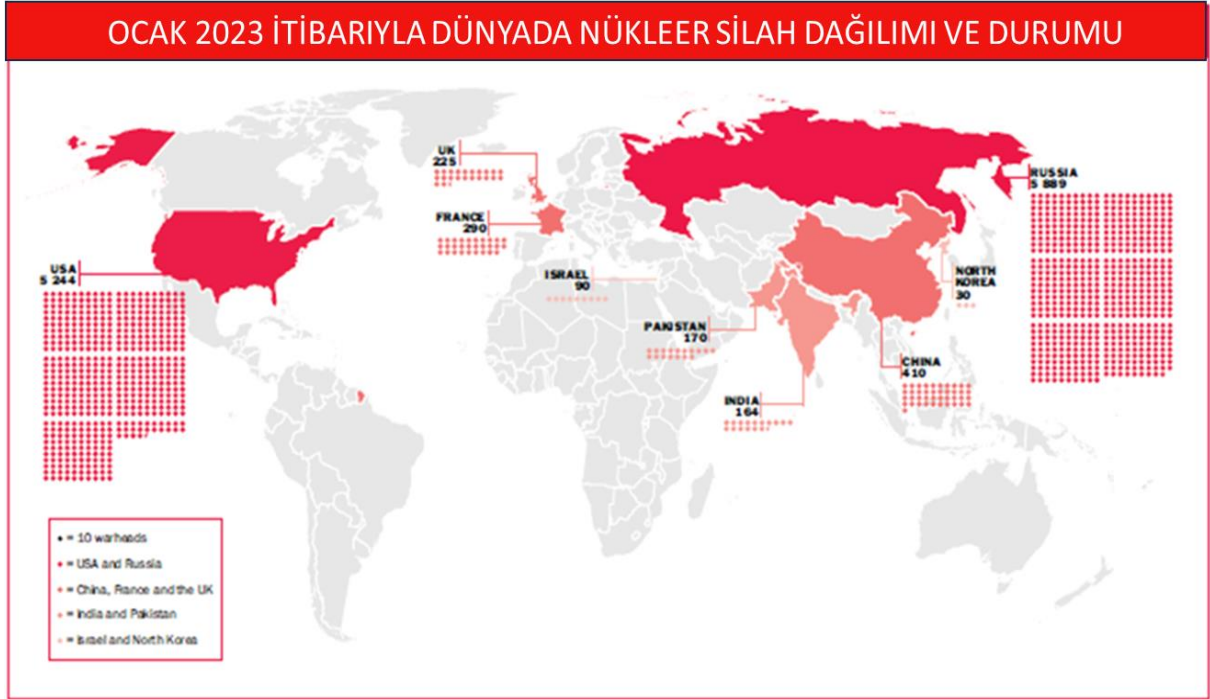 OCAK 2023 İTİBARIYLA DÜNYADA NÜKLEER SİLAH DAĞILIMI VE DURUMU
UK
225
RUSSIA
5 889
FRANCE
290
USA
5 244
ISRAEL
90
NORTH
KOREA
30
PAKISTAN
170
CHINA
410
INDIA
164
= 10 warheads
= USA and Russia
= China, France and the UK
= India and Pakistan
= Israel and North Korea